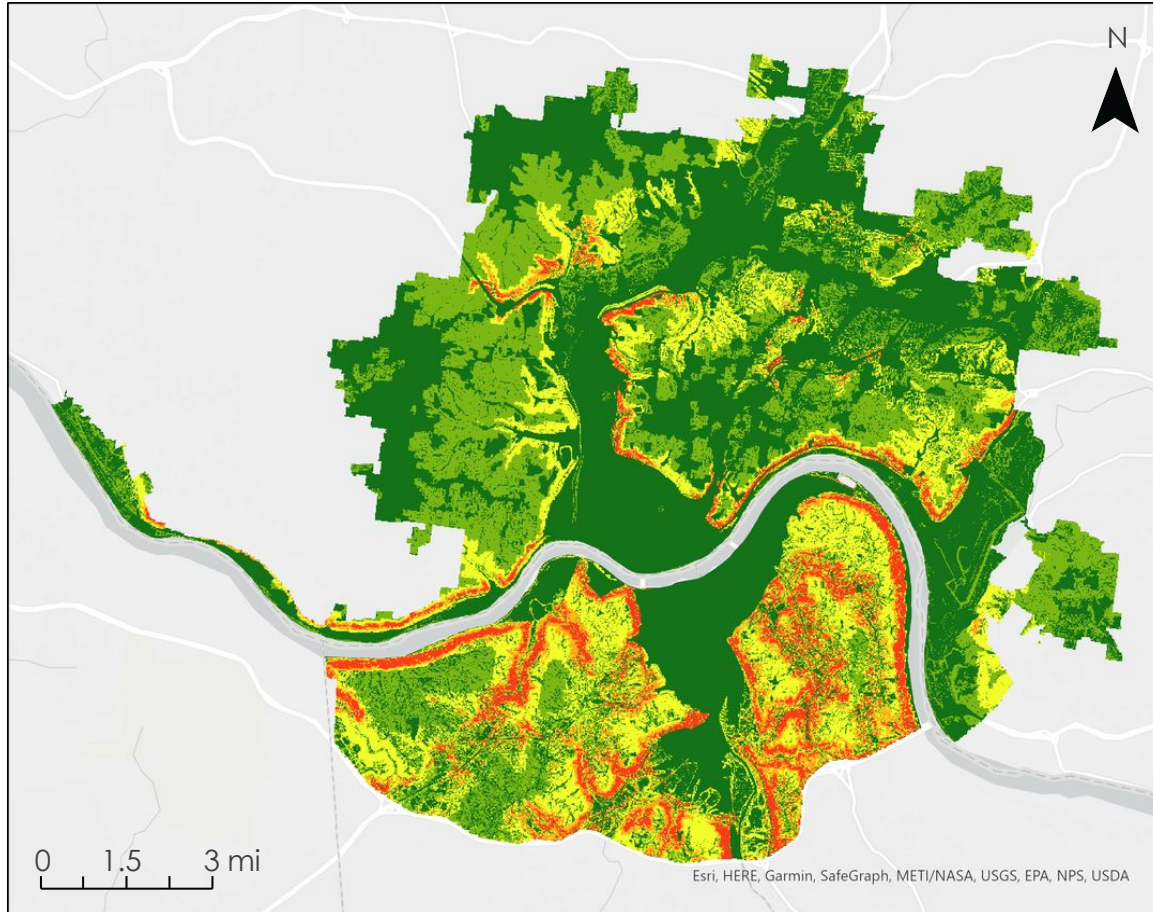 N
0 1.5 3 mi
Esri, HERE, Garmin, SafeGraph, METI/NASA, USGS, EPA, NPS, USDA